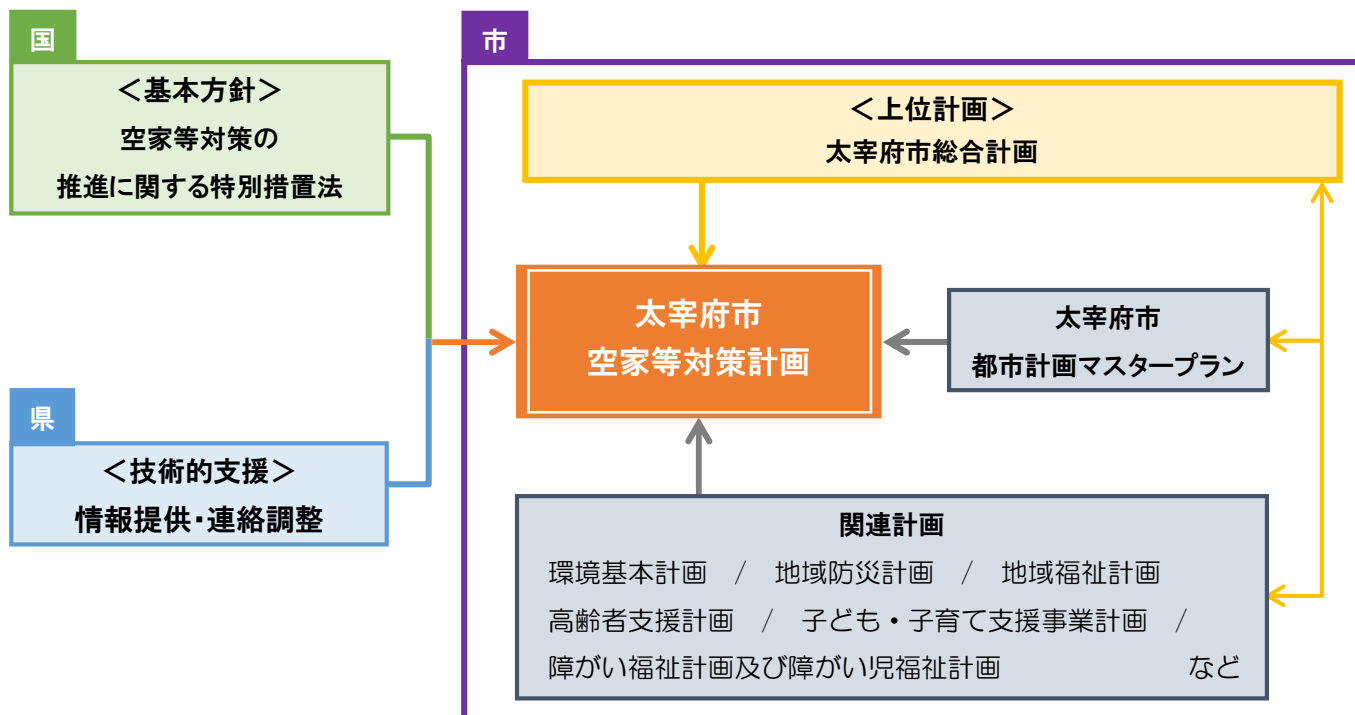 国
＜基本方針＞
空家等対策の
推進に関する特別措置法
県
＜技術的支援＞
情報提供・連絡調整
市
＜上位計画＞
太宰府市総合計画
太宰府市
空家等対策計画
太宰府市
都市計画マスタープラン
関連計画
環境基本計画 / 地域防災計画 / 地域福祉計画
高齢者支援計画 / 子ども・子育て支援事業計画 /
障がい福祉計画及び障がい児福祉計画 など